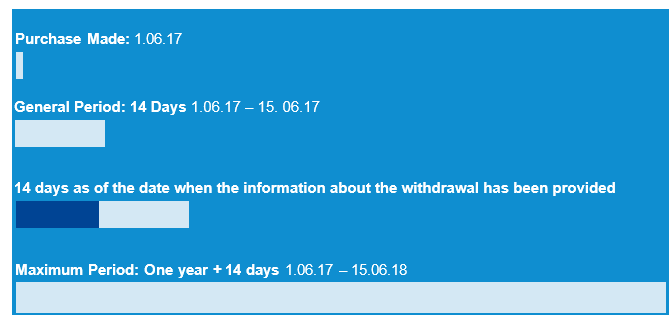 Purchase Made: 1.06.17
General Period: 14 Days 1.06.17 – 15. 06.17
14 days as of the date when the information about the withdrawal has been provided
Maximum Period: One year + 14 days 1.06.17 – 15.06.18